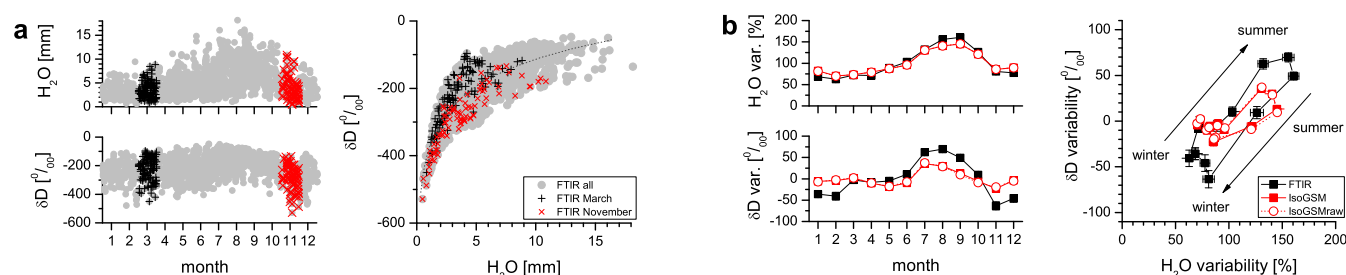 a
H2O [mm]
15
10
5
0
δD [0/00]
0
-200
-400
-600
1 2 3 4 5 6 7 8 9 10 11 12
month
δD [0/00]
0
-200
-400
-600
FTIR all
FTIR March
FTIR November
0 5 10 15
H2O [mm]
b
H2O var. [%]
200
150
100
50
0
δD var. [0/00]
100
50
0
-50
-100
1 2 3 4 5 6 7 8 9 10 11 12
month
δD variability [0/00]
100
50
0
-50
-100
summer
winter
summer
winter
FTIR
IsoGSM
IsoGSMraw
0 50 100 150 200
H2O variability [%]